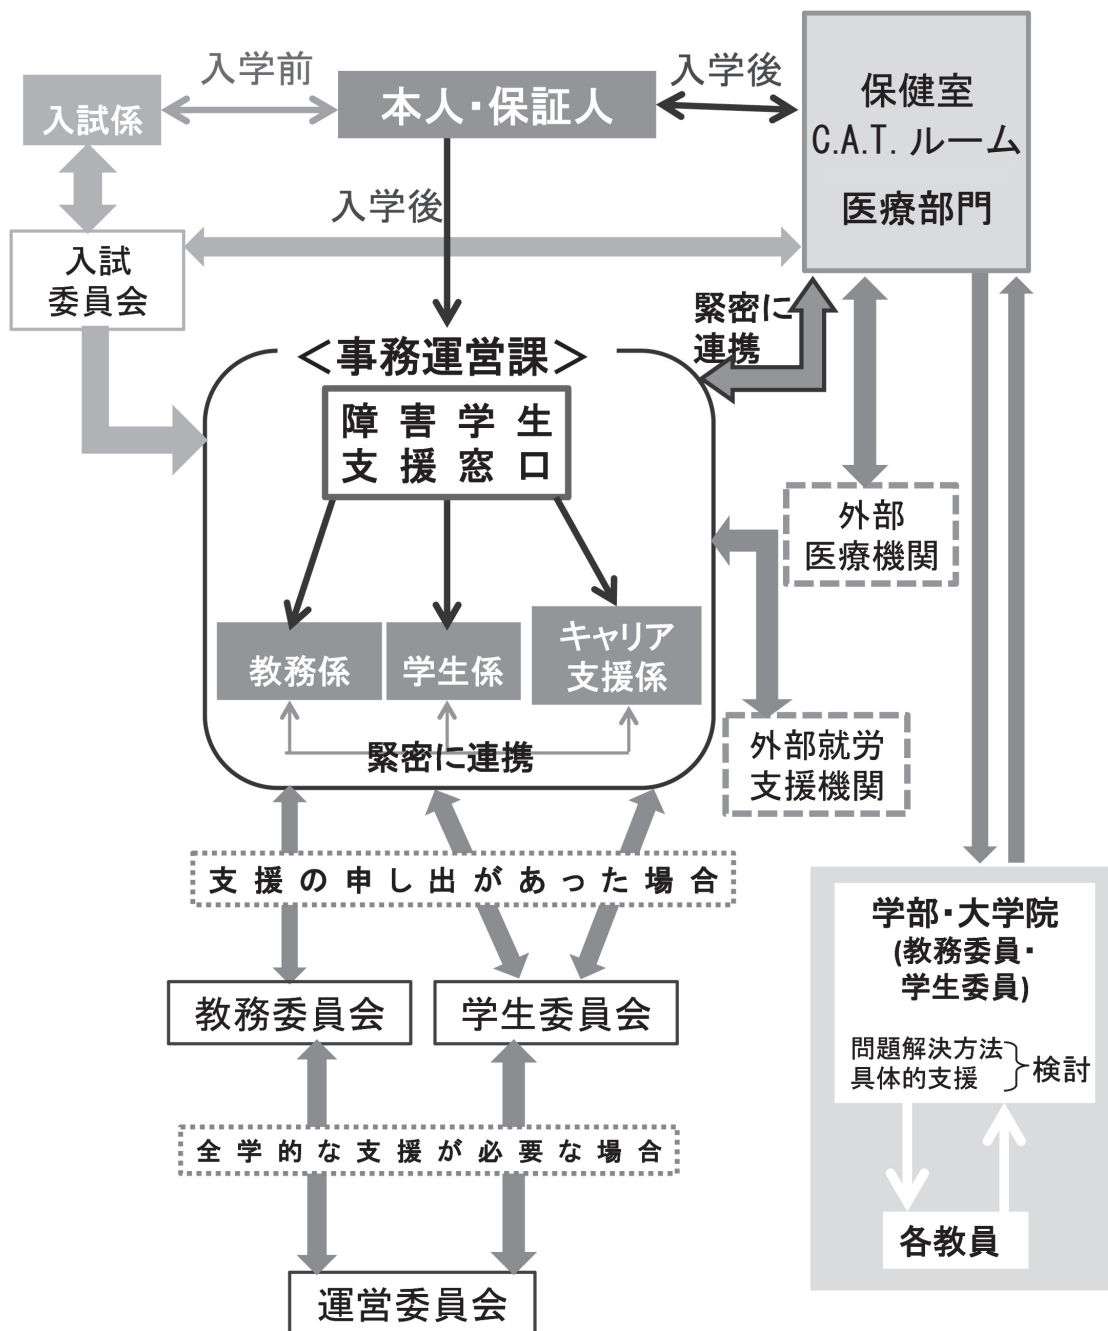 入学前
入学後
入試係
本人・保証人
保健室
C.A.T. ルーム
医療部門
入学後
入試
委員会
緊密に
連携
＜事務運営課＞
障害学生
支援窓口
外部
医療機関
教務係
学生係
キャリア
支援係
緊密に連携
外部就労
支援機関
支援の申し出があった場合
学部・大学院
(教務委員・
学生委員)
問題解決方法
具体的支援
検討
教務委員会
学生委員会
全学的な支援が必要な場合
各教員
運営委員会